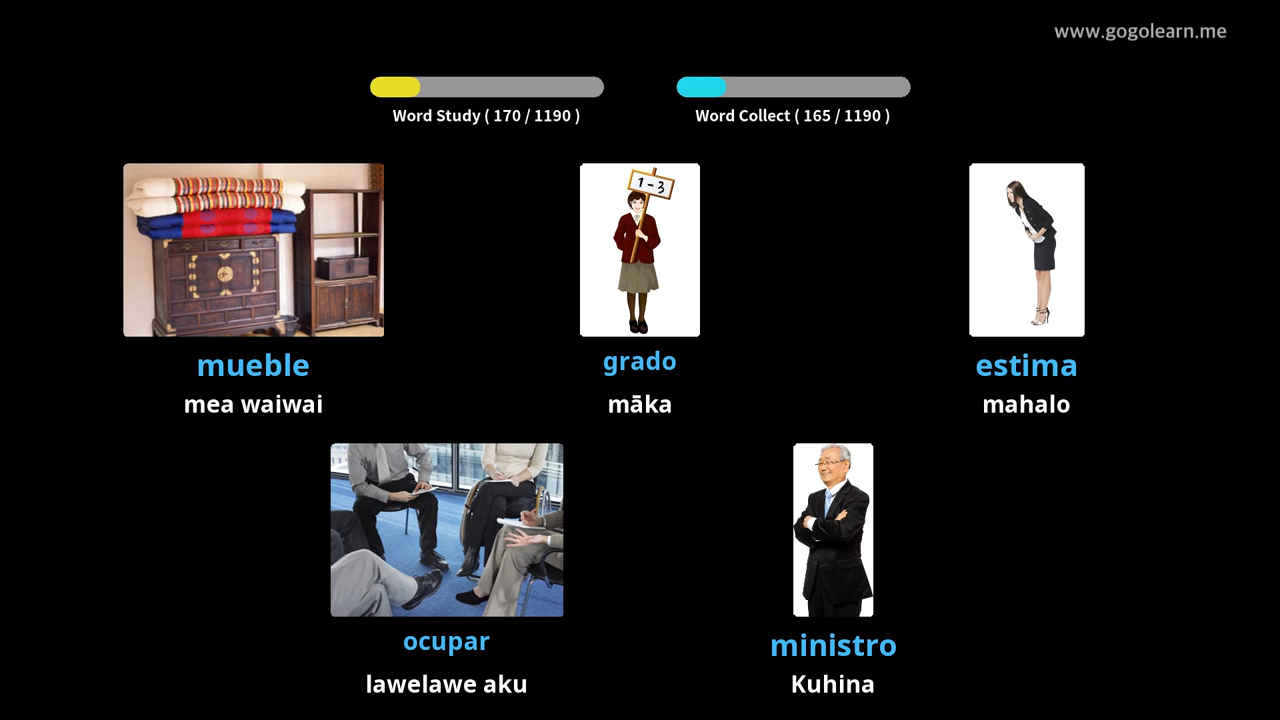 www.gogolearn.me
Word Study ( 170 / 1190 )
Word Collect ( 165 / 1190 )
1 - 3
mueble
mea waiwai
grado
māka
estima
mahalo
ocupar
lawelawe aku
ministro
Kuhina